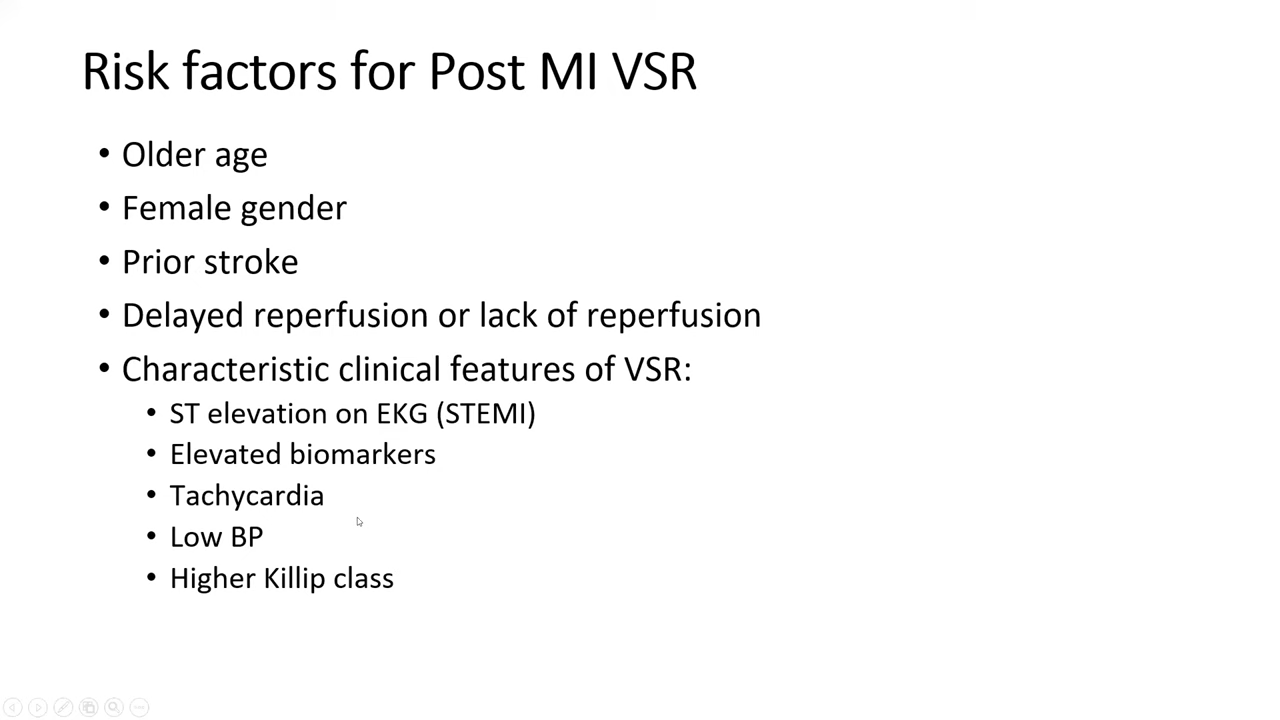 Risk factors for Post MI VSR
• Older age
• Female gender
• Prior stroke
• Delayed reperfusion or lack of reperfusion
• Characteristic clinical features of VSR:
• ST elevation on EKG (STEMI)
• Elevated biomarkers
• Tachycardia
• Low BP
• Higher Killip class